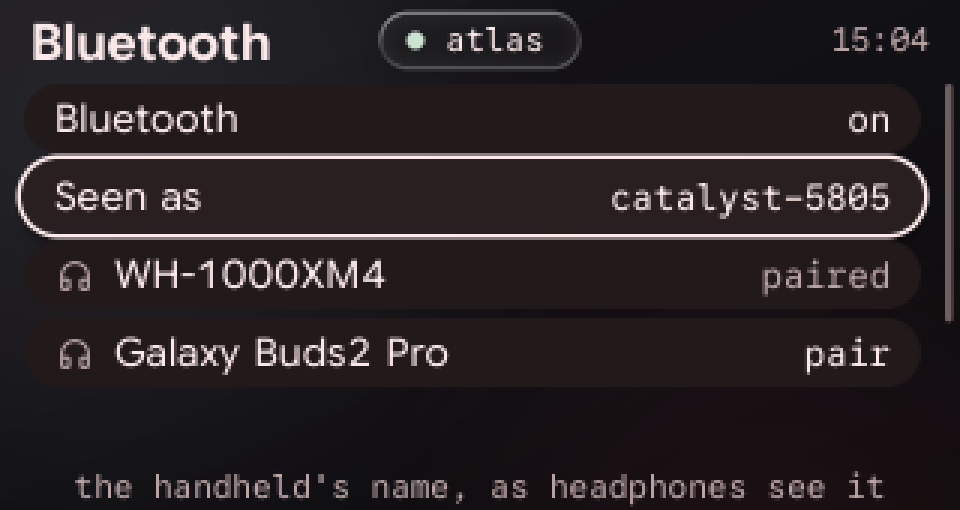 Bluetooth atlas 15:04
Bluetooth on
Seen as catalyst-5805
WH-1000XM4 paired
Galaxy Buds2 Pro pair
the handheld's name, as headphones see it